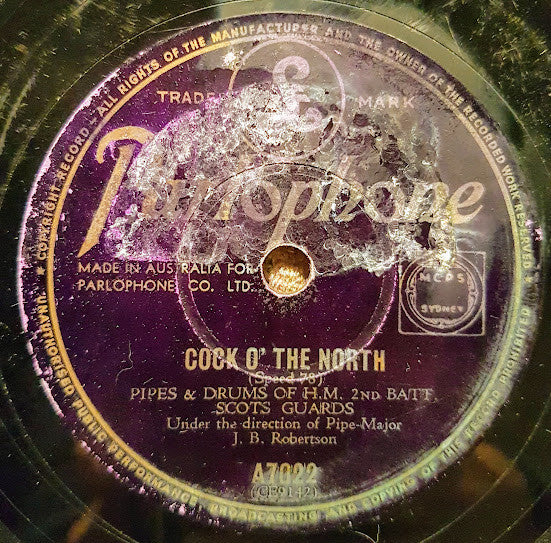 ★ COPYRIGHT RECORD - ALL RIGHTS OF THE MANUFACTURER AND THE OWNER OF THE RECORDED WORK RESERVED ★
UNAUTHORISED PUBLIC PERFORMANCE, BROADCASTING AND COPYING OF THIS RECORD PROHIBITED
£
TRADE MARK
Parlophone
MADE IN AUSTRALIA FOR
PARLOPHONE CO. LTD.
MCPS
SYDNEY
COCK O' THE NORTH
(Speed 78)
PIPES & DRUMS OF H.M. 2ND BATT.
SCOTS GUARDS
Under the direction of Pipe-Major
J. B. Robertson
A7022
(CE9142)